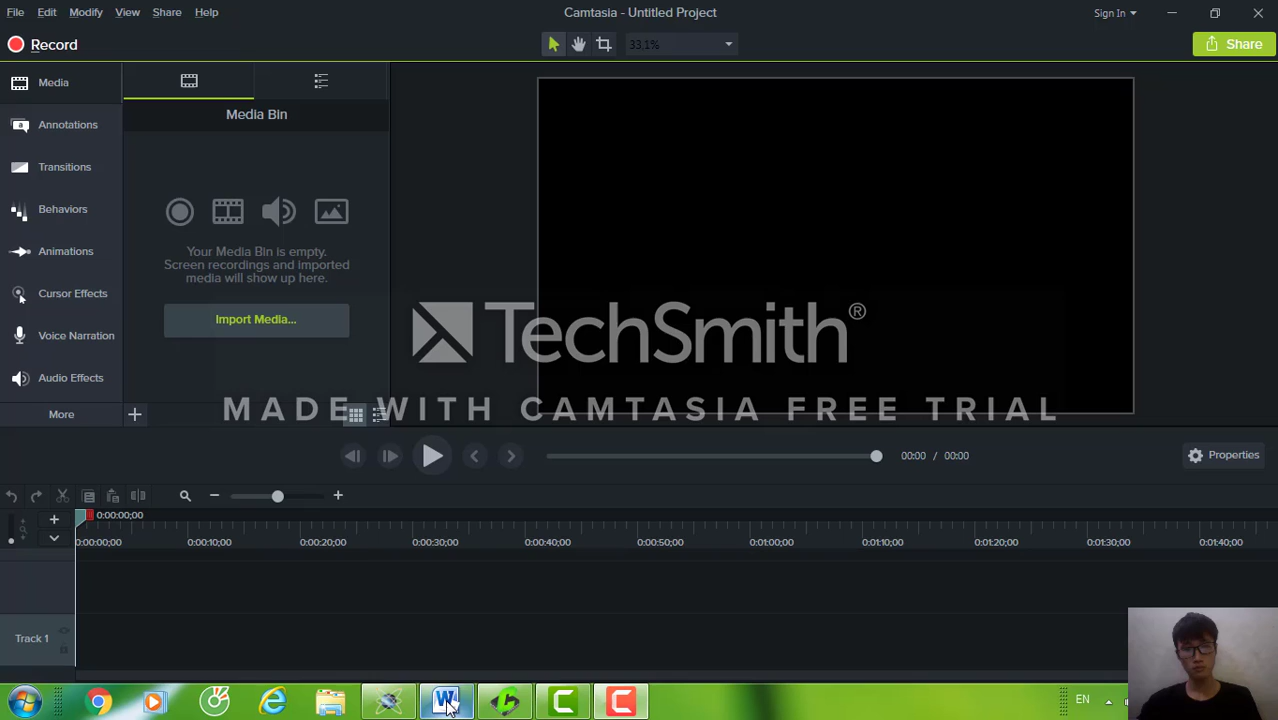 File Edit Modify View Share Help
Camtasia - Untitled Project
Sign In
Record
33.1%
Share
Media
Annotations
Transitions
Behaviors
Animations
Cursor Effects
Voice Narration
Audio Effects
More
Media Bin
Your Media Bin is empty.
Screen recordings and imported
media will show up here.
Import Media...
TechSmith®
MADE WITH CAMTASIA FREE TRIAL
00:00 / 00:00
Properties
0:00:00;00
0:00:00;00 0:00:10;00 0:00:20;00 0:00:30;00 0:00:40;00 0:00:50;00 0:01:00;00 0:01:10;00 0:01:20;00 0:01:30;00 0:01:40;00
Track 1
EN